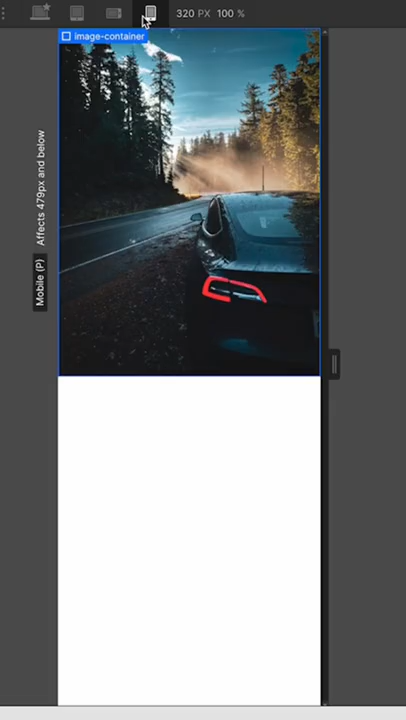 320 PX 100 %
image-container
Affects 479px and below
Mobile (P)